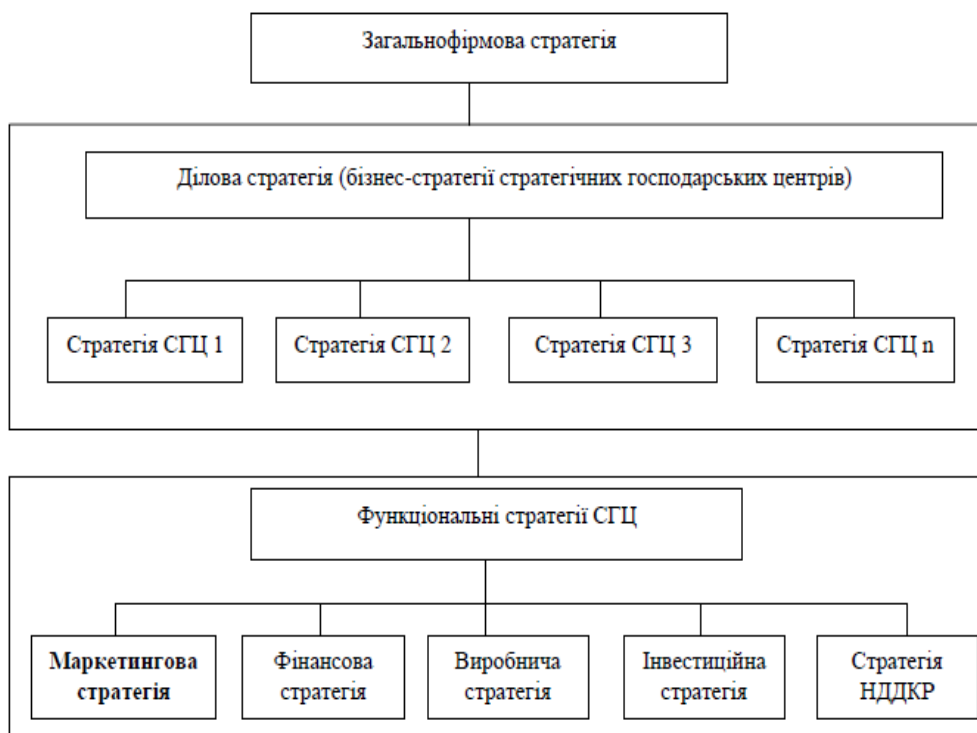 Загальнофірмова стратегія
Ділова стратегія (бізнес-стратегії стратегічних господарських центрів)
Стратегія СГЦ 1
Стратегія СГЦ 2
Стратегія СГЦ 3
Стратегія СГЦ n
Функціональні стратегії СГЦ
Маркетингова
стратегія
Фінансова
стратегія
Виробнича
стратегія
Інвестиційна
стратегія
Стратегія
НДДКР